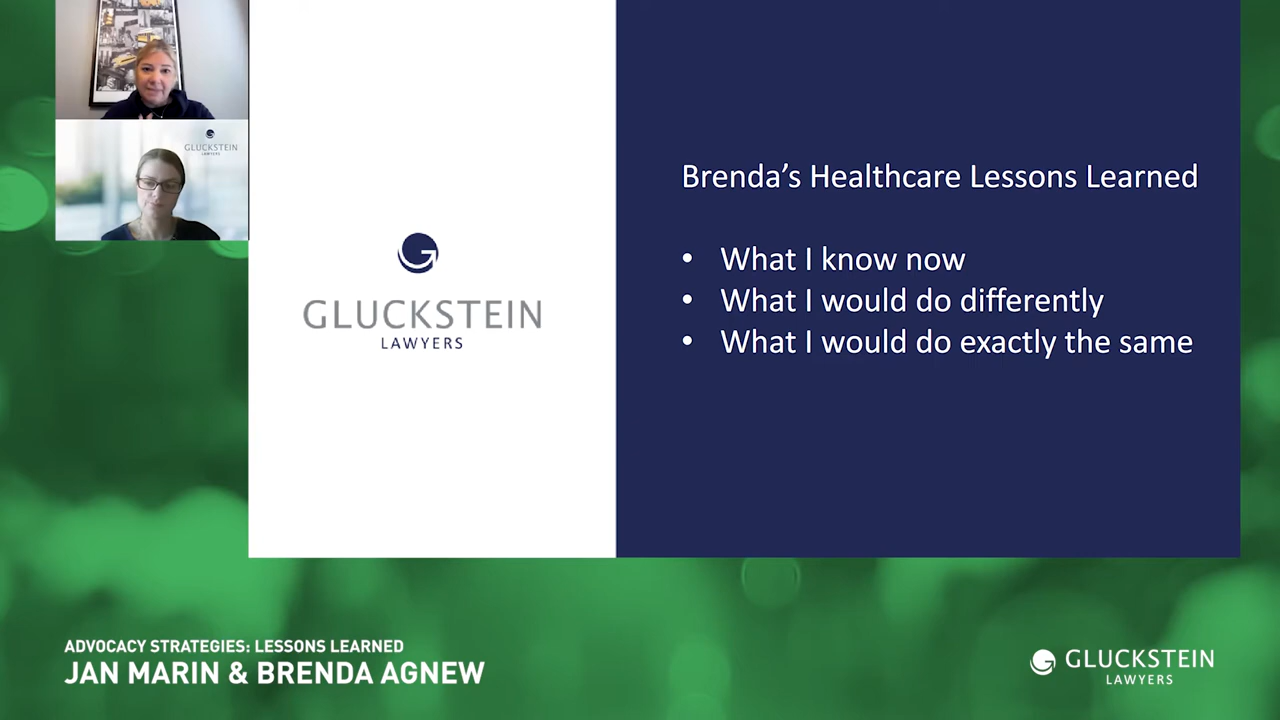 GLUCKSTEIN
LAWYERS
GLUCKSTEIN
LAWYERS
Brenda’s Healthcare Lessons Learned
• What I know now
• What I would do differently
• What I would do exactly the same
ADVOCACY STRATEGIES: LESSONS LEARNED
JAN MARIN & BRENDA AGNEW
GLUCKSTEIN
LAWYERS